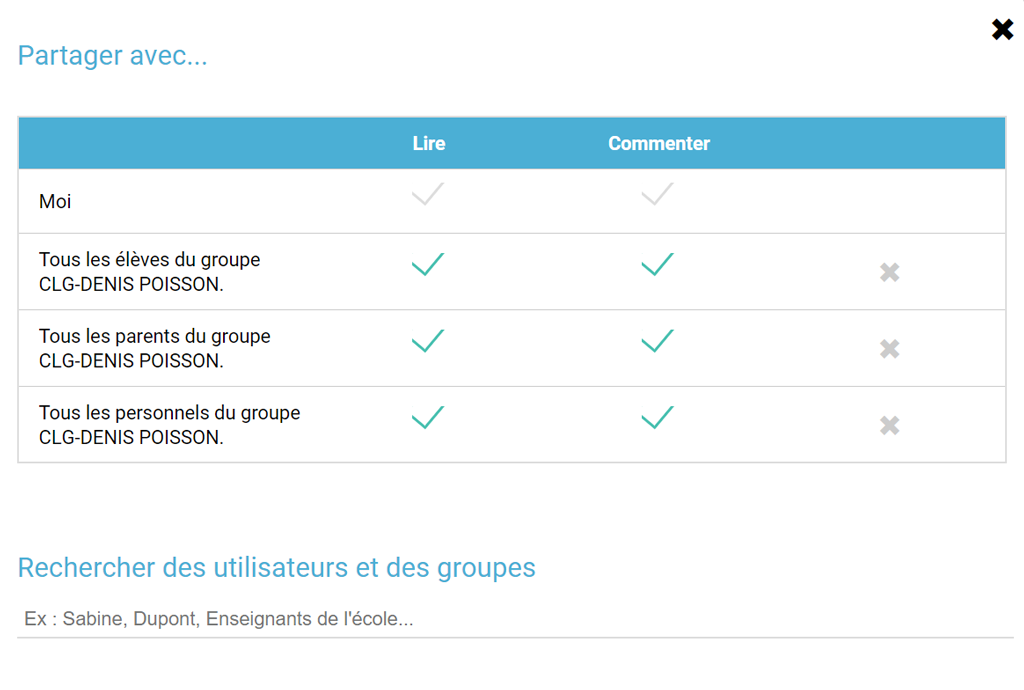 Partager avec...
Lire Commenter
Moi
Tous les élèves du groupe
CLG-DENIS POISSON.
Tous les parents du groupe
CLG-DENIS POISSON.
Tous les personnels du groupe
CLG-DENIS POISSON.
Rechercher des utilisateurs et des groupes
Ex : Sabine, Dupont, Enseignants de l'école...